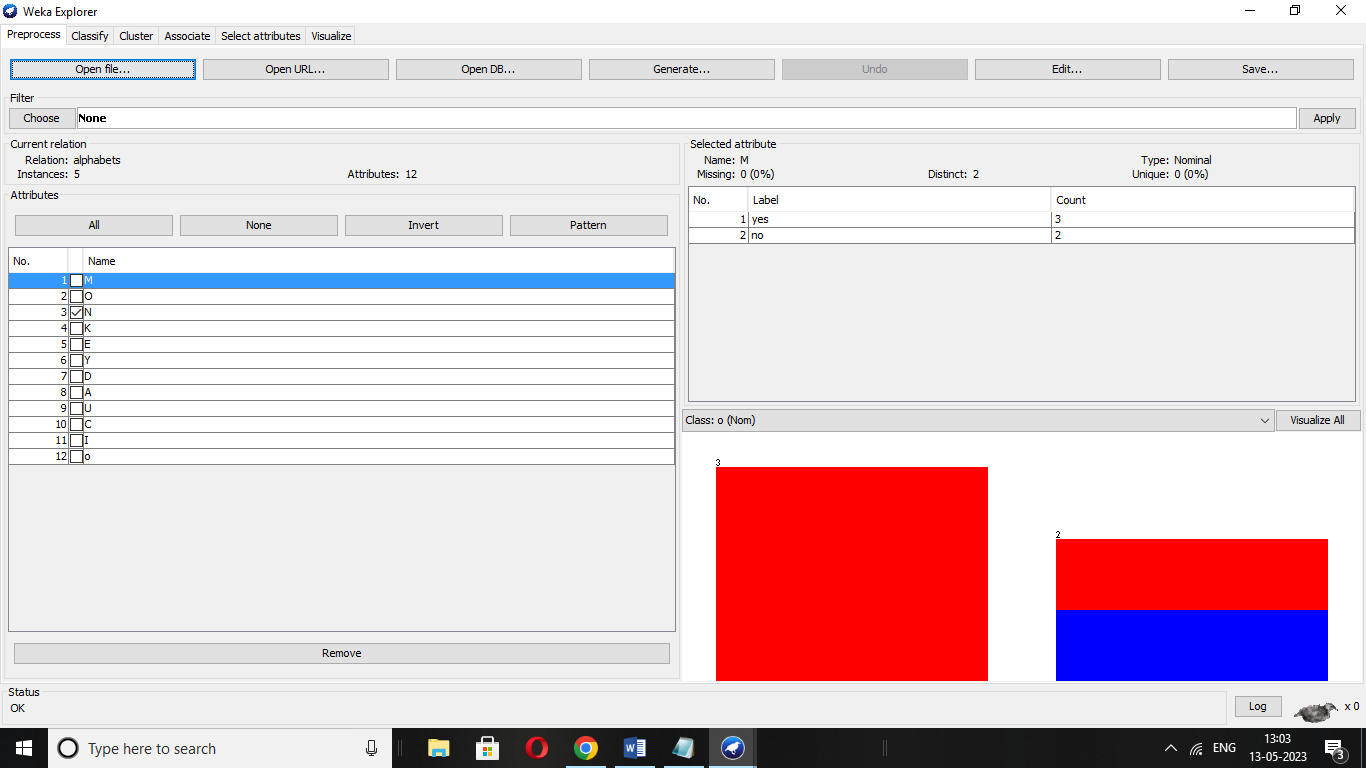 Weka Explorer
Preprocess Classify Cluster Associate Select attributes Visualize
Open file... Open URL... Open DB... Generate... Undo Edit... Save...
Filter
Choose None Apply
Current relation
Relation: alphabets
Instances: 5 Attributes: 12
Attributes
All None Invert Pattern
No. Name
1 M
2 O
3 N
4 K
5 E
6 Y
7 D
8 A
9 U
10 C
11 I
12 o
Remove
Selected attribute
Name: M Type: Nominal
Missing: 0 (0%) Distinct: 2 Unique: 0 (0%)
No. Label Count
1 yes 3
2 no 2
Class: o (Nom) Visualize All
3
2
Status
OK
Log x 0
Type here to search
ENG
13:03
13-05-2023
3